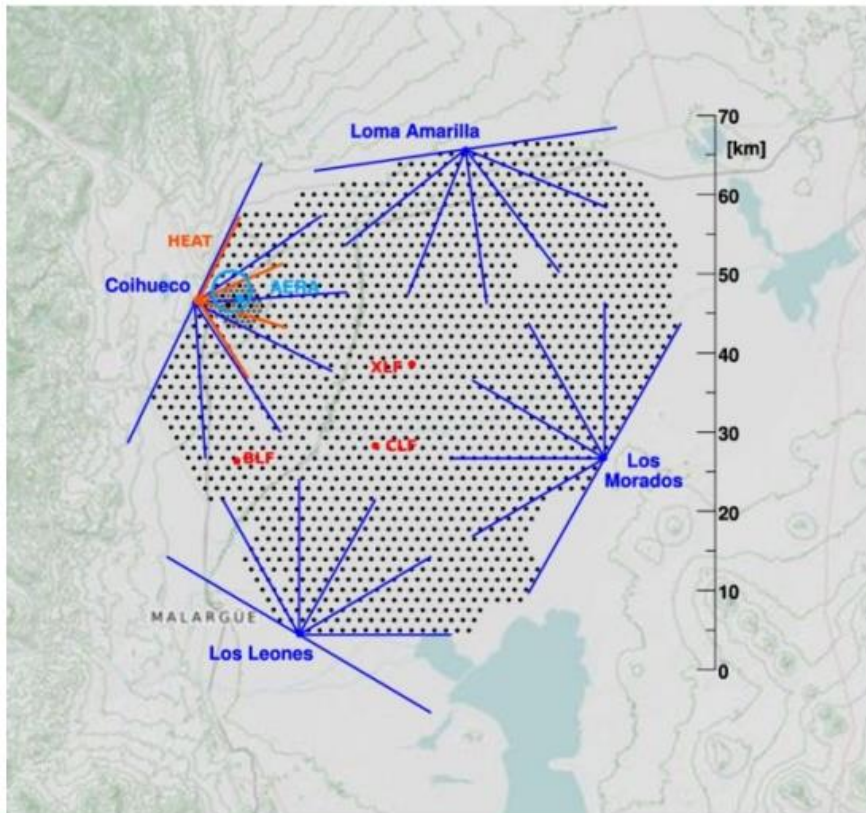 70
Loma Amarilla
[km]
60
HEAT
50
Coihueco
AERA
40
XLF
30
CLF
BLF
Los
Morados
20
10
MALARGÜE
Los Leones
0